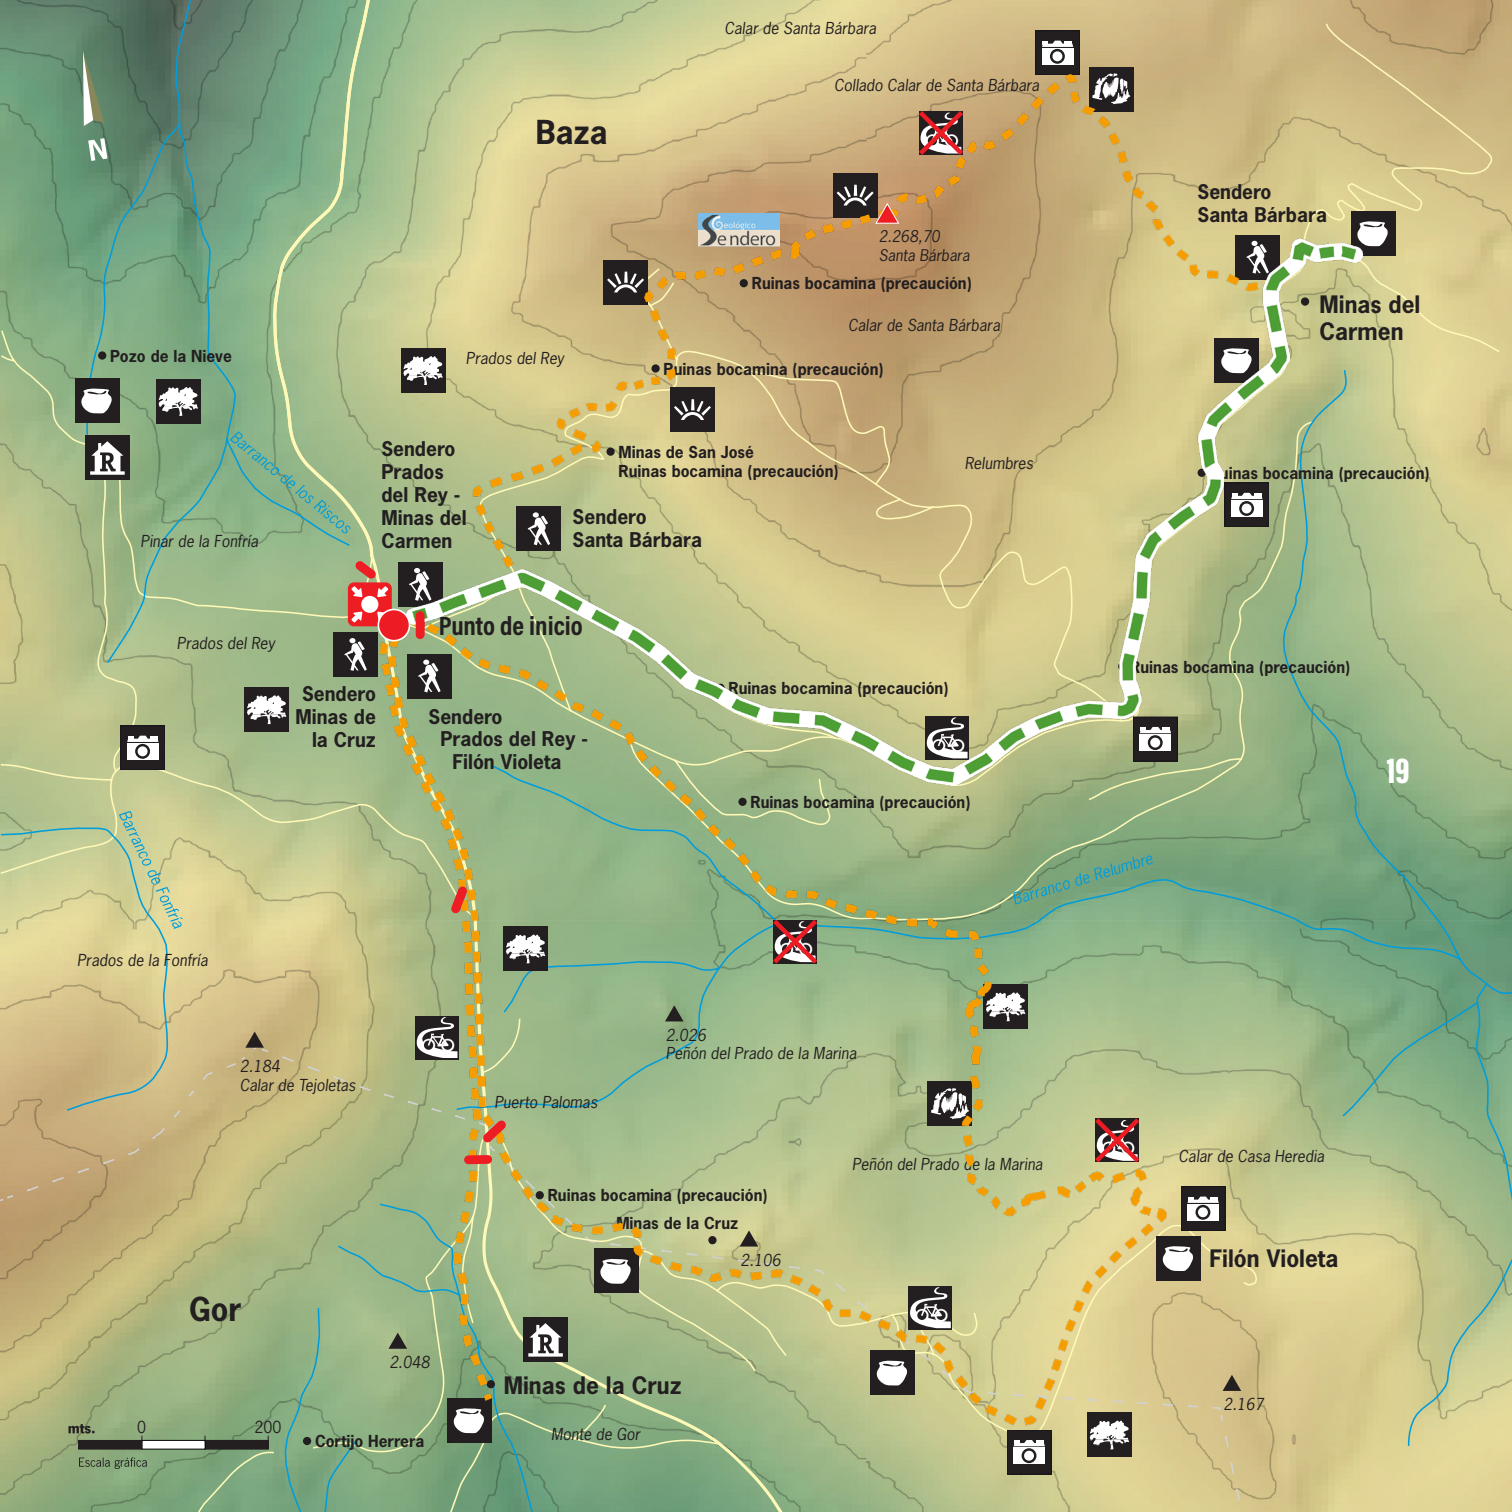 Calar de Santa Bárbara
Collado Calar de Santa Bárbara
N
Baza
Geológico
Sendero
2.268,70
Santa Bárbara
Sendero
Santa Bárbara
Ruinas bocamina (precaución)
Minas del
Carmen
Calar de Santa Bárbara
Pozo de la Nieve
Prados del Rey
Ruinas bocamina (precaución)
R
Barranco de los Riscos
Sendero
Prados
del Rey -
Minas del
Carmen
Minas de San José
Ruinas bocamina (precaución)
Relumbres
Ruinas bocamina (precaución)
Sendero
Santa Bárbara
Pinar de la Fonfría
Punto de inicio
Prados del Rey
Ruinas bocamina (precaución)
Ruinas bocamina (precaución)
Sendero
Minas de
la Cruz
Sendero
Prados del Rey -
Filón Violeta
19
Ruinas bocamina (precaución)
Barranco de Fonfría
Barranco de Relumbre
Prados de la Fonfría
2.184
Calar de Tejoletas
2.026
Peñón del Prado de la Marina
Puerto Palomas
Peñón del Prado de la Marina
Calar de Casa Heredia
Ruinas bocamina (precaución)
Minas de la Cruz
2.106
Filón Violeta
Gor
2.048
R
Minas de la Cruz
2.167
mts.
0
200
Escala gráfica
Cortijo Herrera
Monte de Gor